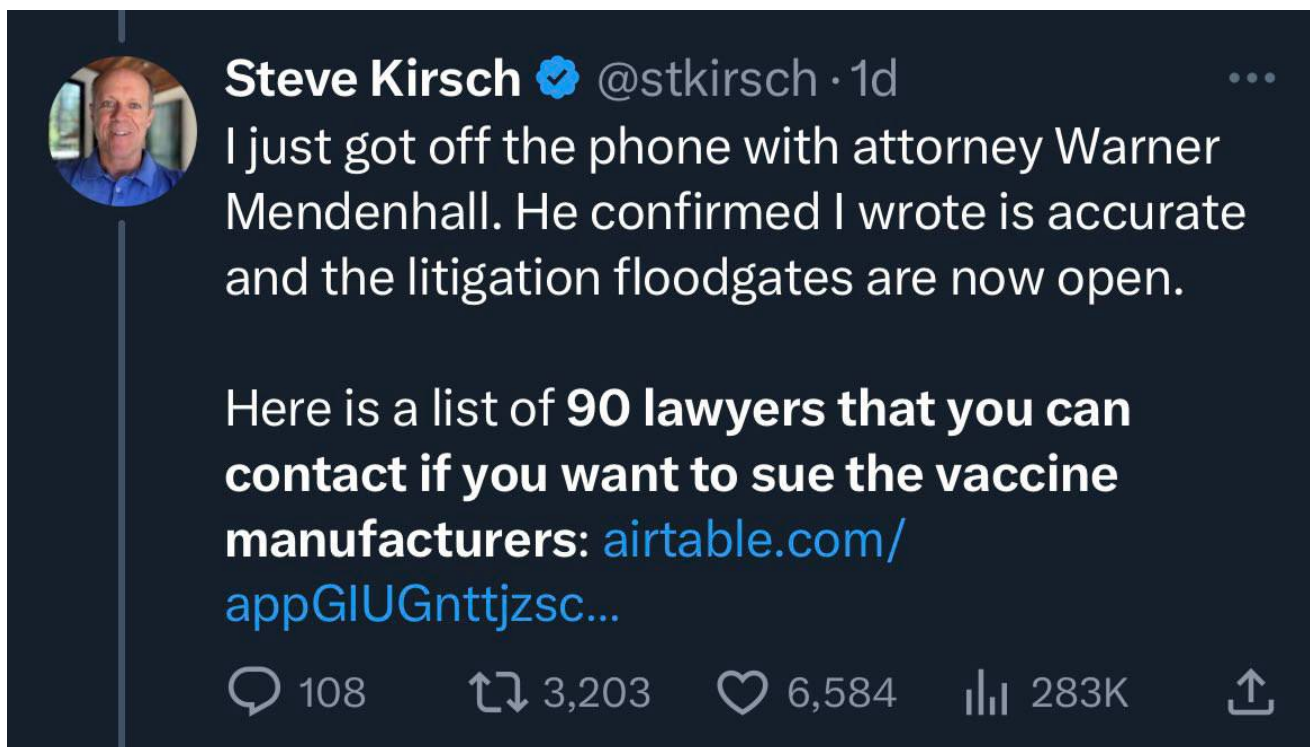 Steve Kirsch @stkirsch · 1d
I just got off the phone with attorney Warner
Mendenhall. He confirmed I wrote is accurate
and the litigation floodgates are now open.
Here is a list of 90 lawyers that you can
contact if you want to sue the vaccine
manufacturers: airtable.com/
appGIUGnttjzsc...
108 3,203 6,584 283K